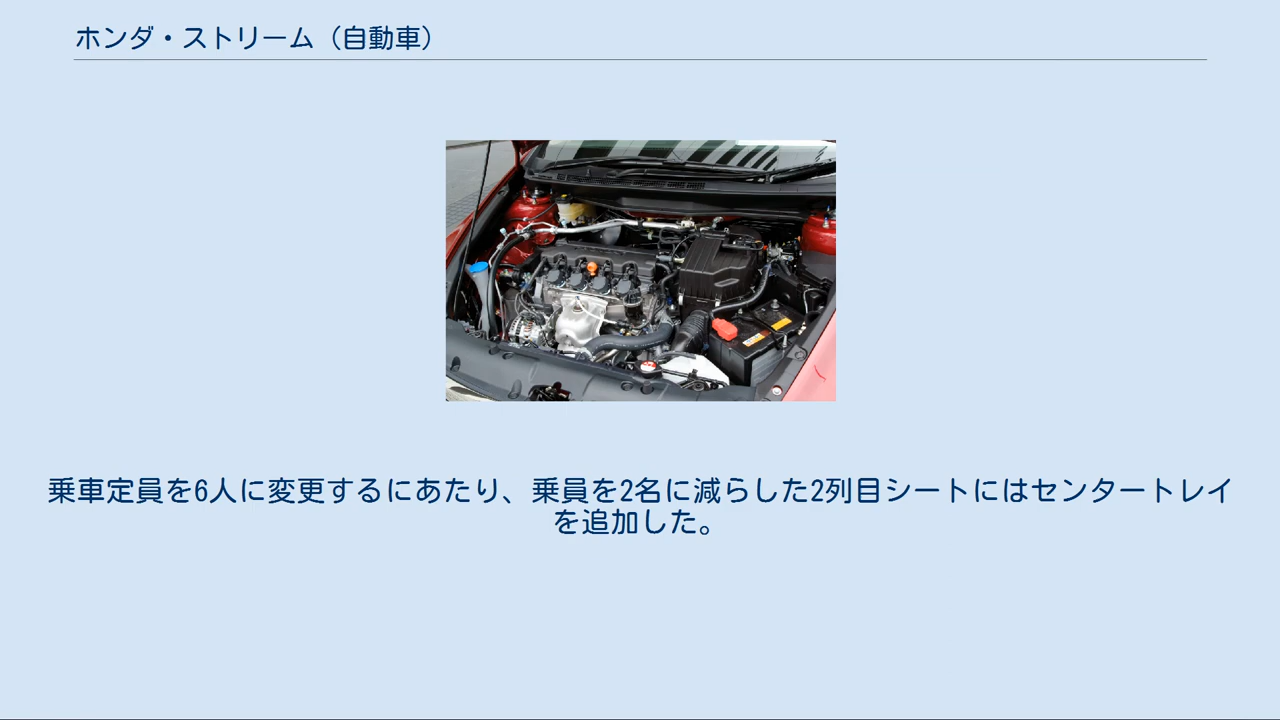 ホンダ・ストリーム（自動車）
乗車定員を6人に変更するにあたり、乗員を2名に減らした2列目シートにはセンタートレイ
を追加した。